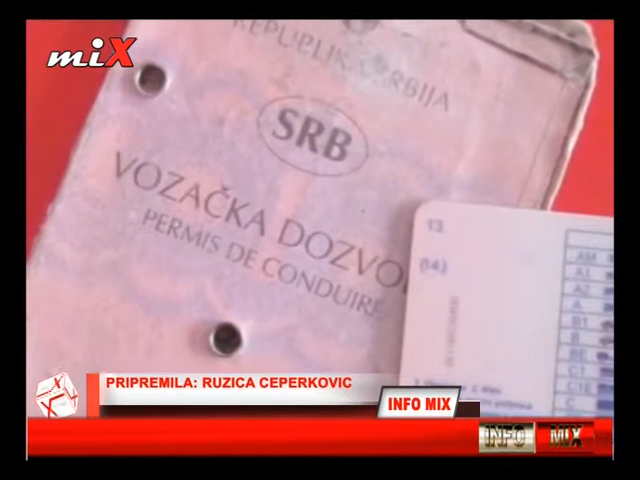 miX
REPUBLIKA SRBIJA
SRB
VOZAČKA DOZVO
PERMIS DE CONDUIRE
13.
(14.)
AM
A1
A2
A
B1
B
BE
C1
C1E
C
PRIPREMILA: RUZICA CEPERKOVIC
INFO MIX
INFO MIX